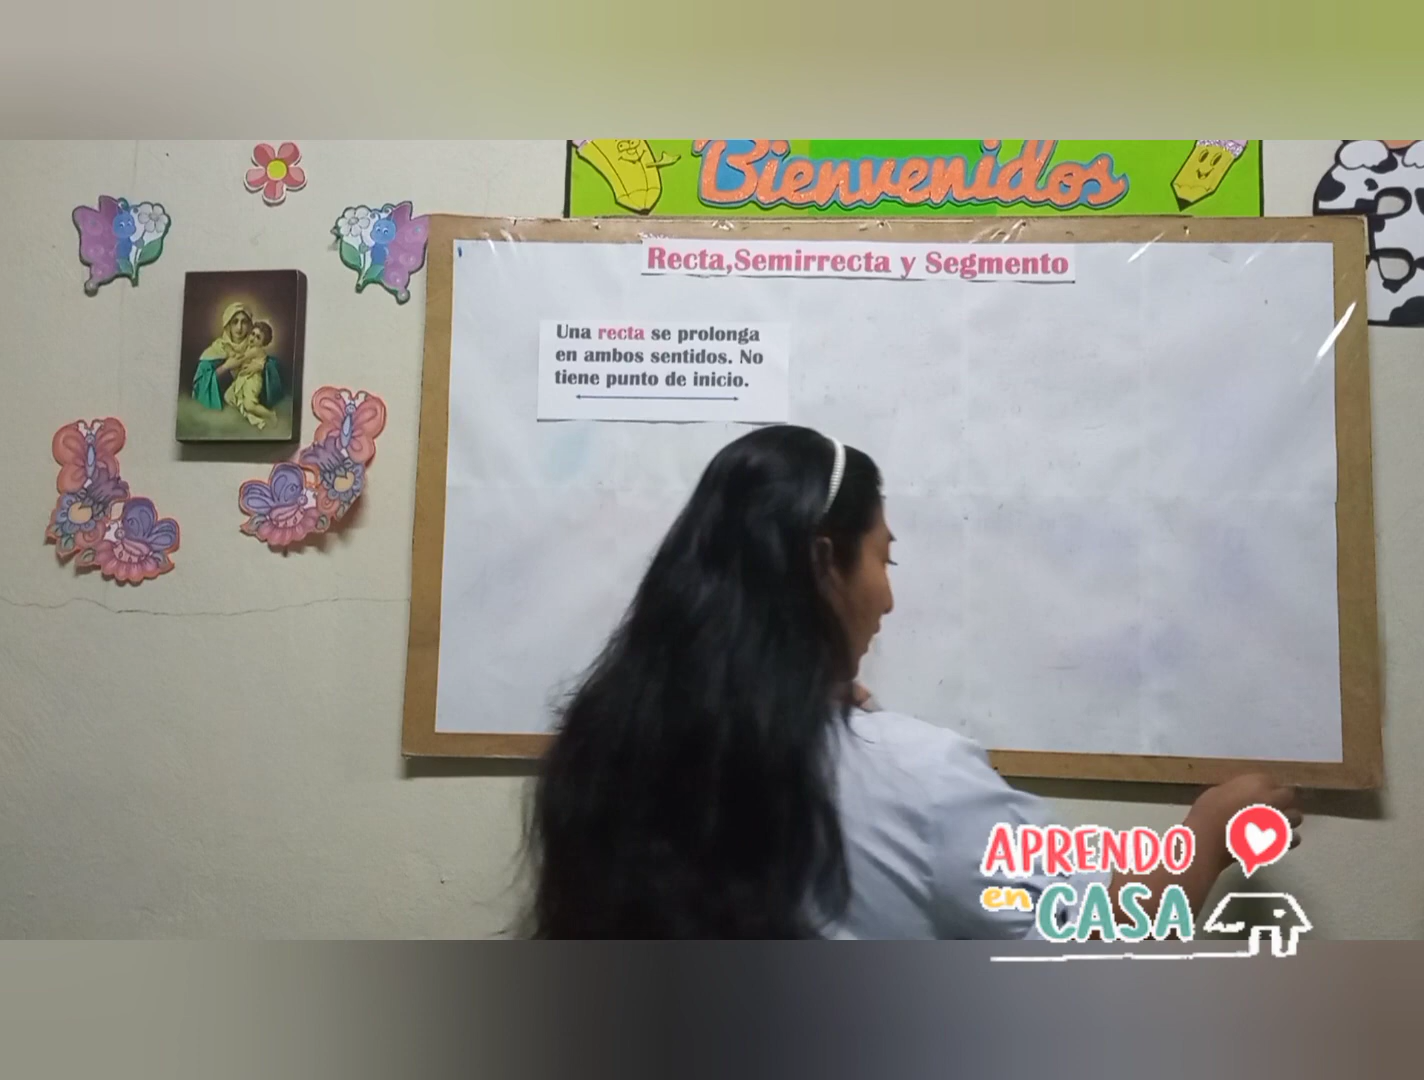 Bienvenidos
Recta,Semirrecta y Segmento
Una recta se prolonga
en ambos sentidos. No
tiene punto de inicio.
APRENDO
en CASA